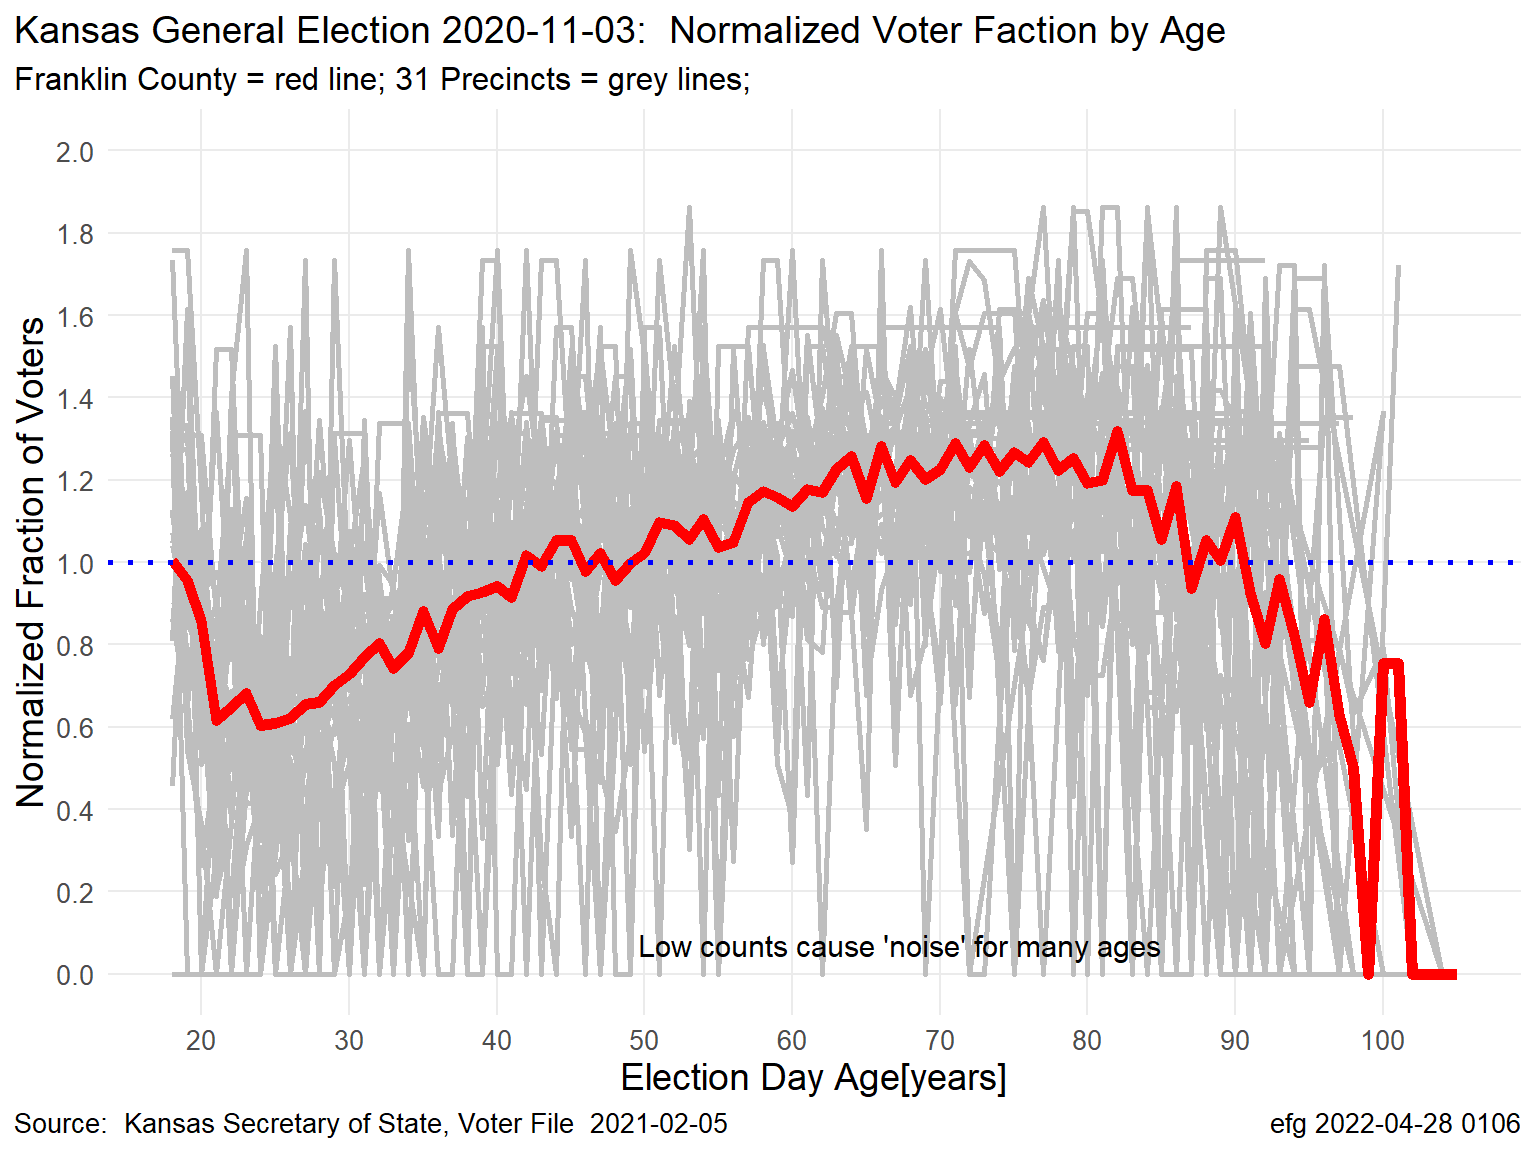 Kansas General Election 2020-11-03:  Normalized Voter Faction by Age
Franklin County = red line; 31 Precincts = grey lines;
Normalized Fraction of Voters
2.0
1.8
1.6
1.4
1.2
1.0
0.8
0.6
0.4
0.2
0.0
Low counts cause 'noise' for many ages
20 30 40 50 60 70 80 90 100
Election Day Age[years]
Source:  Kansas Secretary of State, Voter File  2021-02-05
efg 2022-04-28 0106